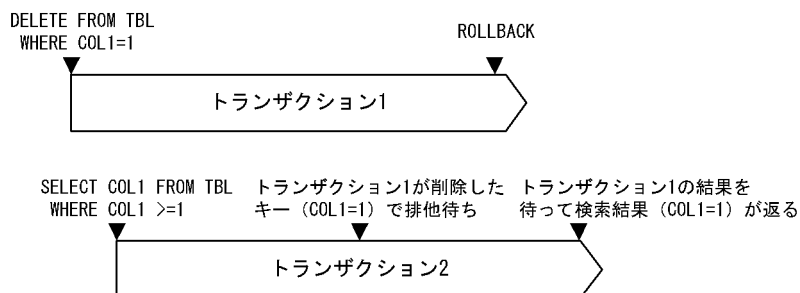 DELETE FROM TBL
WHERE COL1=1
ROLLBACK
トランザクション1
SELECT COL1 FROM TBL
WHERE COL1 >=1
トランザクション1が削除した
キー（COL1=1）で排他待ち
トランザクション1の結果を
待って検索結果（COL1=1）が返る
トランザクション2